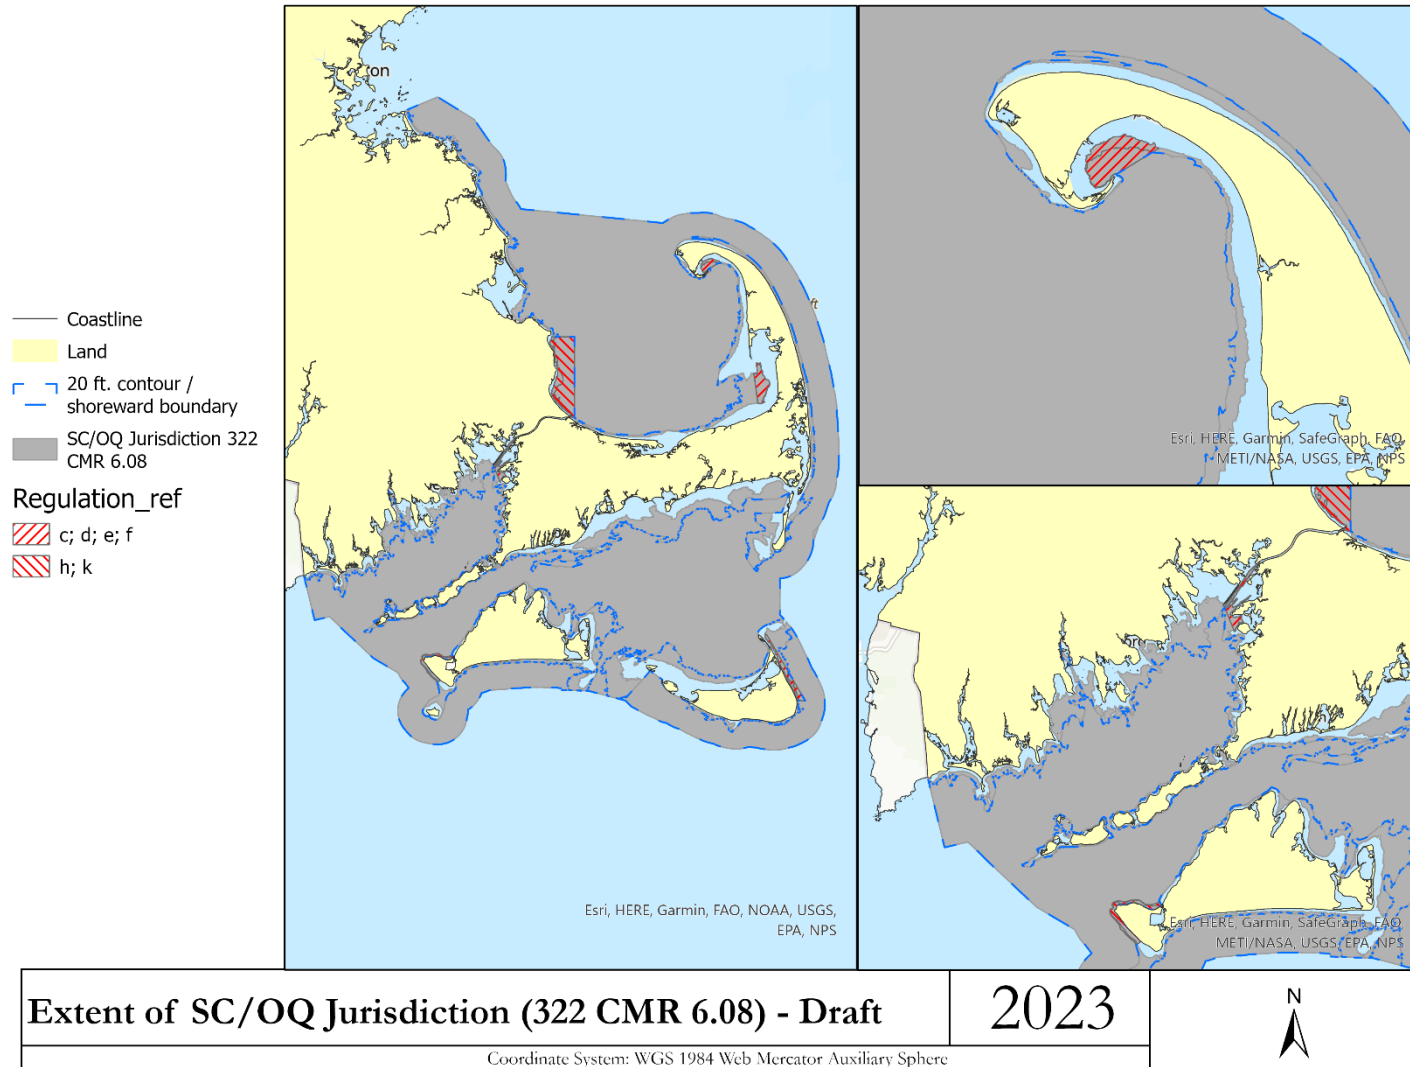 on
ft
Coastline
Land
20 ft. contour /
shoreward boundary
SC/OQ Jurisdiction 322
CMR 6.08
Regulation_ref
c; d; e; f
h; k
Esri, HERE, Garmin, FAO, NOAA, USGS,
EPA, NPS
Esri, HERE, Garmin, SafeGraph, FAO,
METI/NASA, USGS, EPA, NPS
Esri, HERE, Garmin, SafeGraph, FAO,
METI/NASA, USGS, EPA, NPS
Extent of SC/OQ Jurisdiction (322 CMR 6.08) - Draft
2023
N
Coordinate System: WGS 1984 Web Mercator Auxiliary Sphere